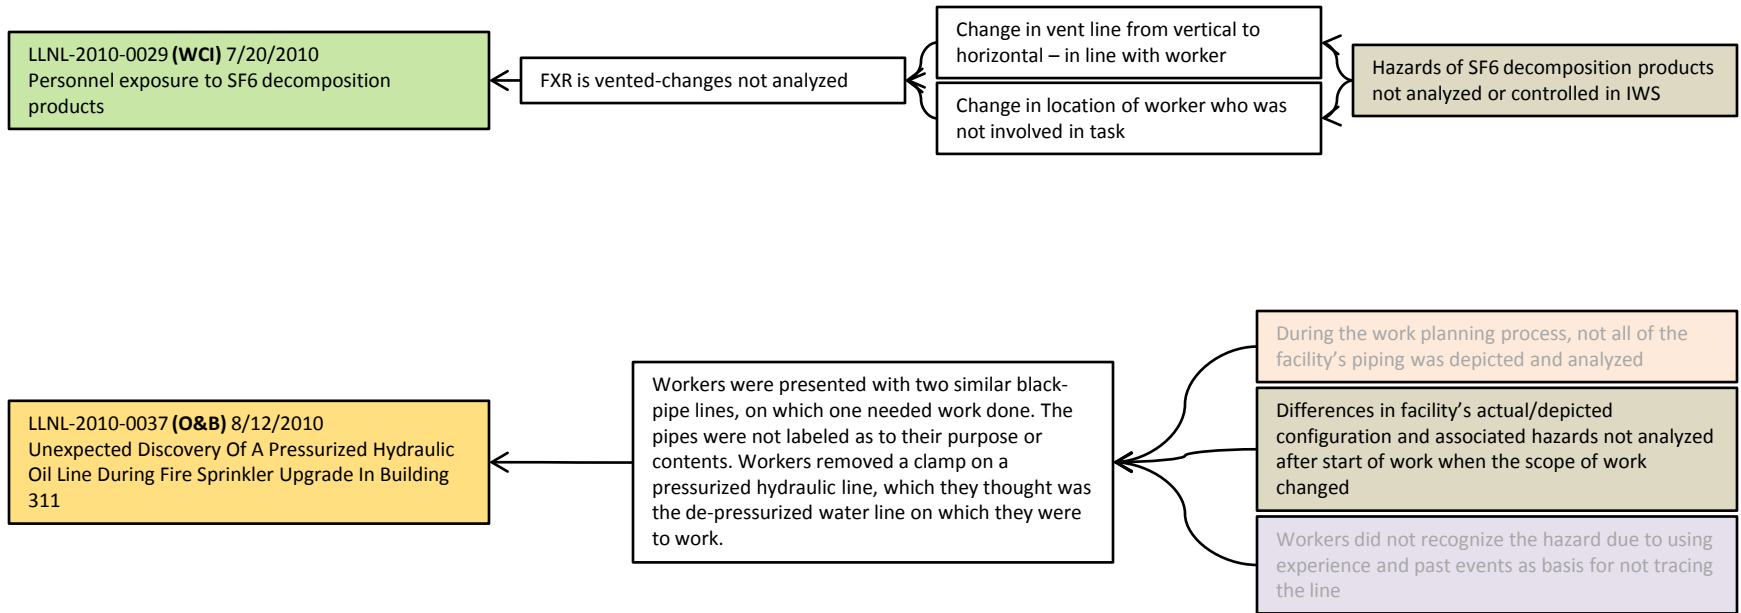 LLNL-2010-0029 (WCI) 7/20/2010
Personnel exposure to SF6 decomposition
products
FXR is vented-changes not analyzed
Change in vent line from vertical to
horizontal – in line with worker
Change in location of worker who was
not involved in task
Hazards of SF6 decomposition products
not analyzed or controlled in IWS
LLNL-2010-0037 (O&B) 8/12/2010
Unexpected Discovery Of A Pressurized Hydraulic
Oil Line During Fire Sprinkler Upgrade In Building
311
Workers were presented with two similar black-
pipe lines, on which one needed work done. The
pipes were not labeled as to their purpose or
contents. Workers removed a clamp on a
pressurized hydraulic line, which they thought was
the de-pressurized water line on which they were
to work.
During the work planning process, not all of the
facility’s piping was depicted and analyzed
Differences in facility’s actual/depicted
configuration and associated hazards not analyzed
after start of work when the scope of work
changed
Workers did not recognize the hazard due to using
experience and past events as basis for not tracing
the line